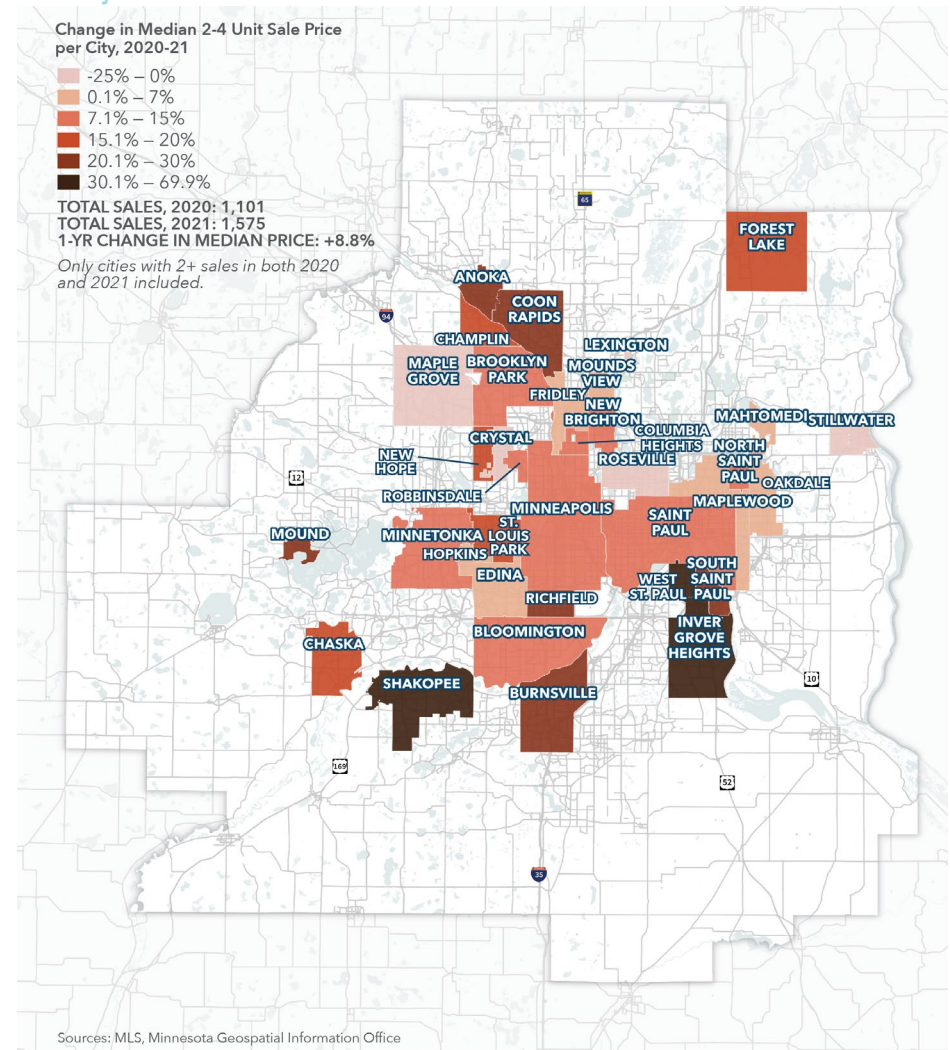 Change in Median 2-4 Unit Sale Price
per City, 2020-21
-25% – 0%
0.1% – 7%
7.1% – 15%
15.1% – 20%
20.1% – 30%
30.1% – 69.9%
TOTAL SALES, 2020: 1,101
TOTAL SALES, 2021: 1,575
1-YR CHANGE IN MEDIAN PRICE: +8.8%
Only cities with 2+ sales in both 2020
and 2021 included.
65
FOREST
LAKE
ANOKA
COON
RAPIDS
94
CHAMPLIN
LEXINGTON
MAPLE
GROVE
BROOKLYN
PARK
MOUNDS
VIEW
FRIDLEY
NEW
BRIGHTON
MAHTOMEDI
STILLWATER
COLUMBIA
HEIGHTS
CRYSTAL
NEW
HOPE
ROSEVILLE
NORTH
SAINT
PAUL
OAKDALE
12
ROBBINSDALE
MAPLEWOOD
MINNEAPOLIS
SAINT
PAUL
MOUND
MINNETONKA
ST.
LOUIS
PARK
HOPKINS
EDINA
SOUTH
SAINT
PAUL
WEST
ST. PAUL
RICHFIELD
INVER
GROVE
HEIGHTS
BLOOMINGTON
CHASKA
SHAKOPEE
BURNSVILLE
10
169
52
35
Sources: MLS, Minnesota Geospatial Information Office